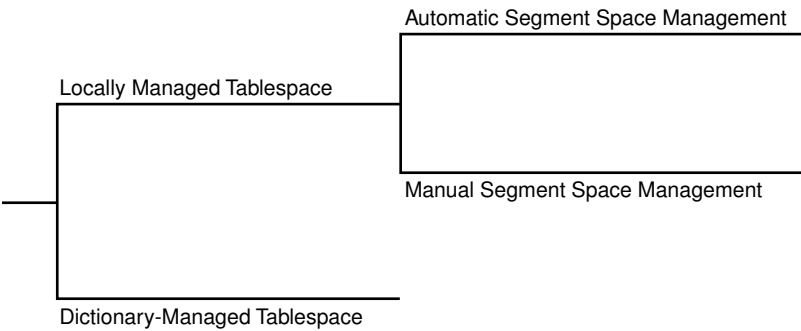 Automatic Segment Space Management
Locally Managed Tablespace
Manual Segment Space Management
Dictionary-Managed Tablespace